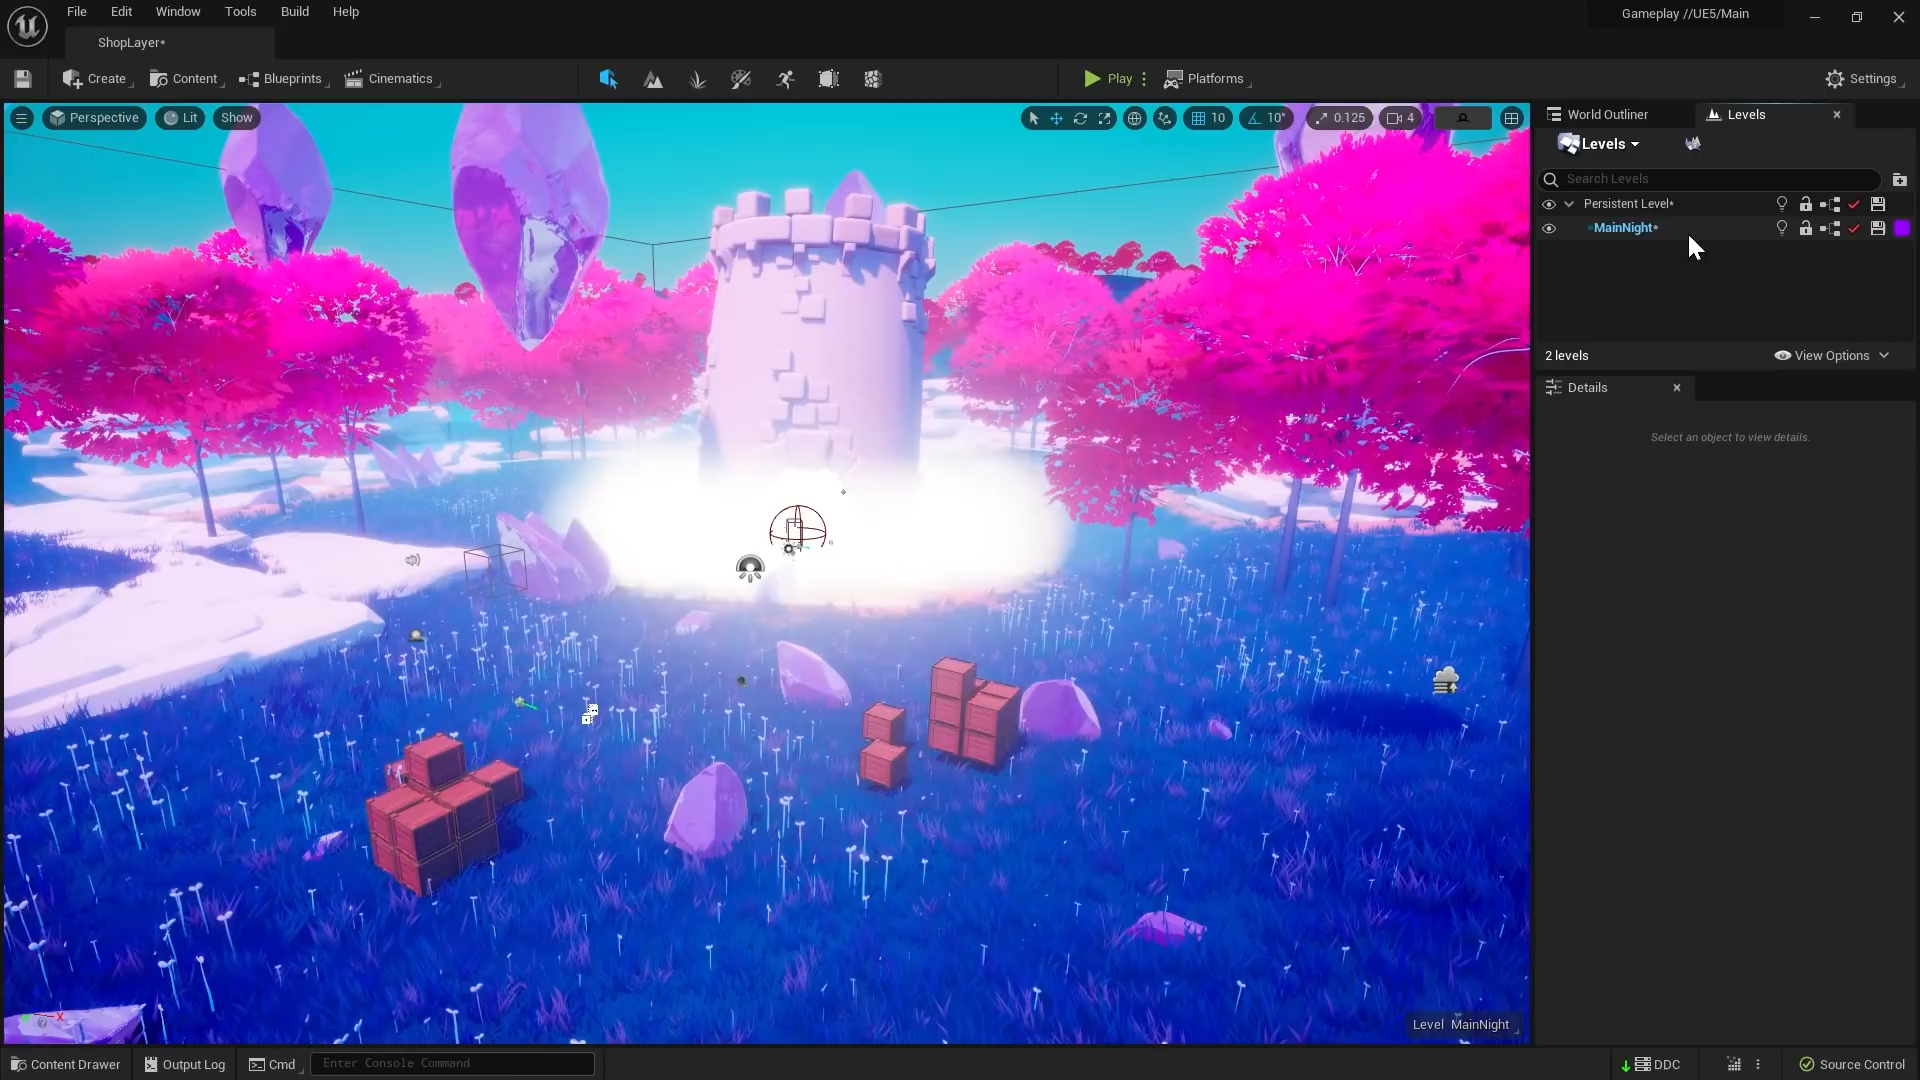 File Edit Window Tools Build Help
Gameplay //UE5/Main
ShopLayer*
Create Content Blueprints Cinematics Play Platforms Settings
Perspective Lit Show 10 10° 0.125 4
World Outliner Levels
Levels
Search Levels
Persistent Level*
MainNight*
2 levels View Options
Details
Select an object to view details.
X
Level MainNight
Content Drawer Output Log Cmd Enter Console Command DDC Source Control